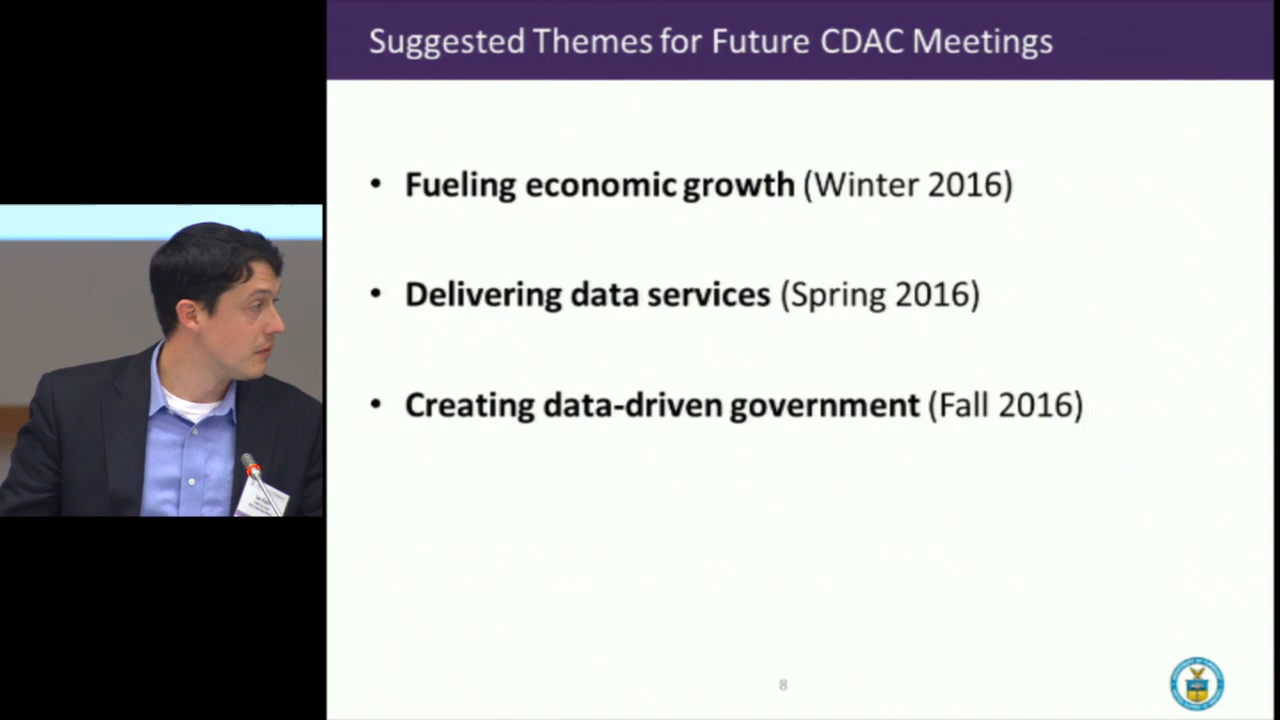 Suggested Themes for Future CDAC Meetings
• Fueling economic growth (Winter 2016)
• Delivering data services (Spring 2016)
• Creating data-driven government (Fall 2016)
8